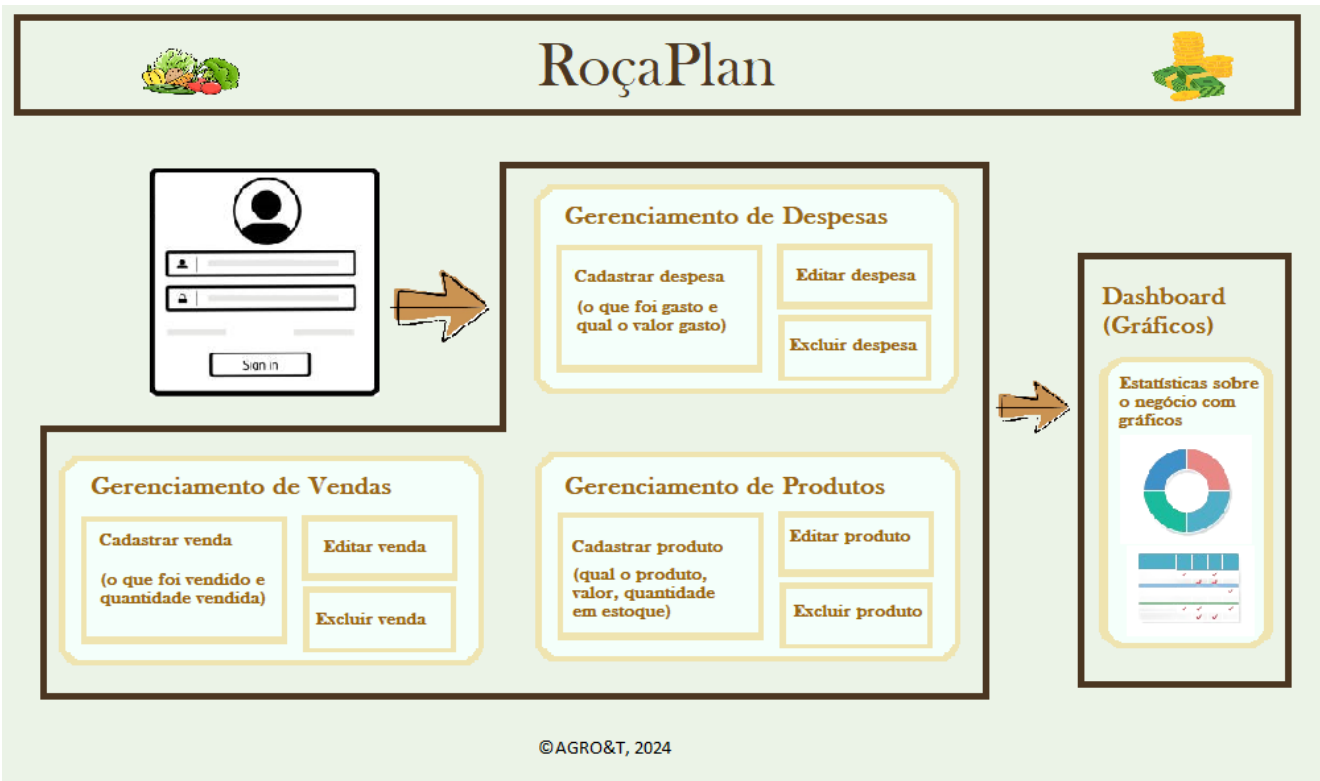 RoçaPlan
Sign in
Gerenciamento de Despesas
Cadastrar despesa
(o que foi gasto e
qual o valor gasto)
Editar despesa
Excluir despesa
Gerenciamento de Vendas
Cadastrar venda
(o que foi vendido e
quantidade vendida)
Editar venda
Excluir venda
Gerenciamento de Produtos
Cadastrar produto
(qual o produto,
valor, quantidade
em estoque)
Editar produto
Excluir produto
Dashboard
(Gráficos)
Estatísticas sobre
o negócio com
gráficos
©AGRO&T, 2024